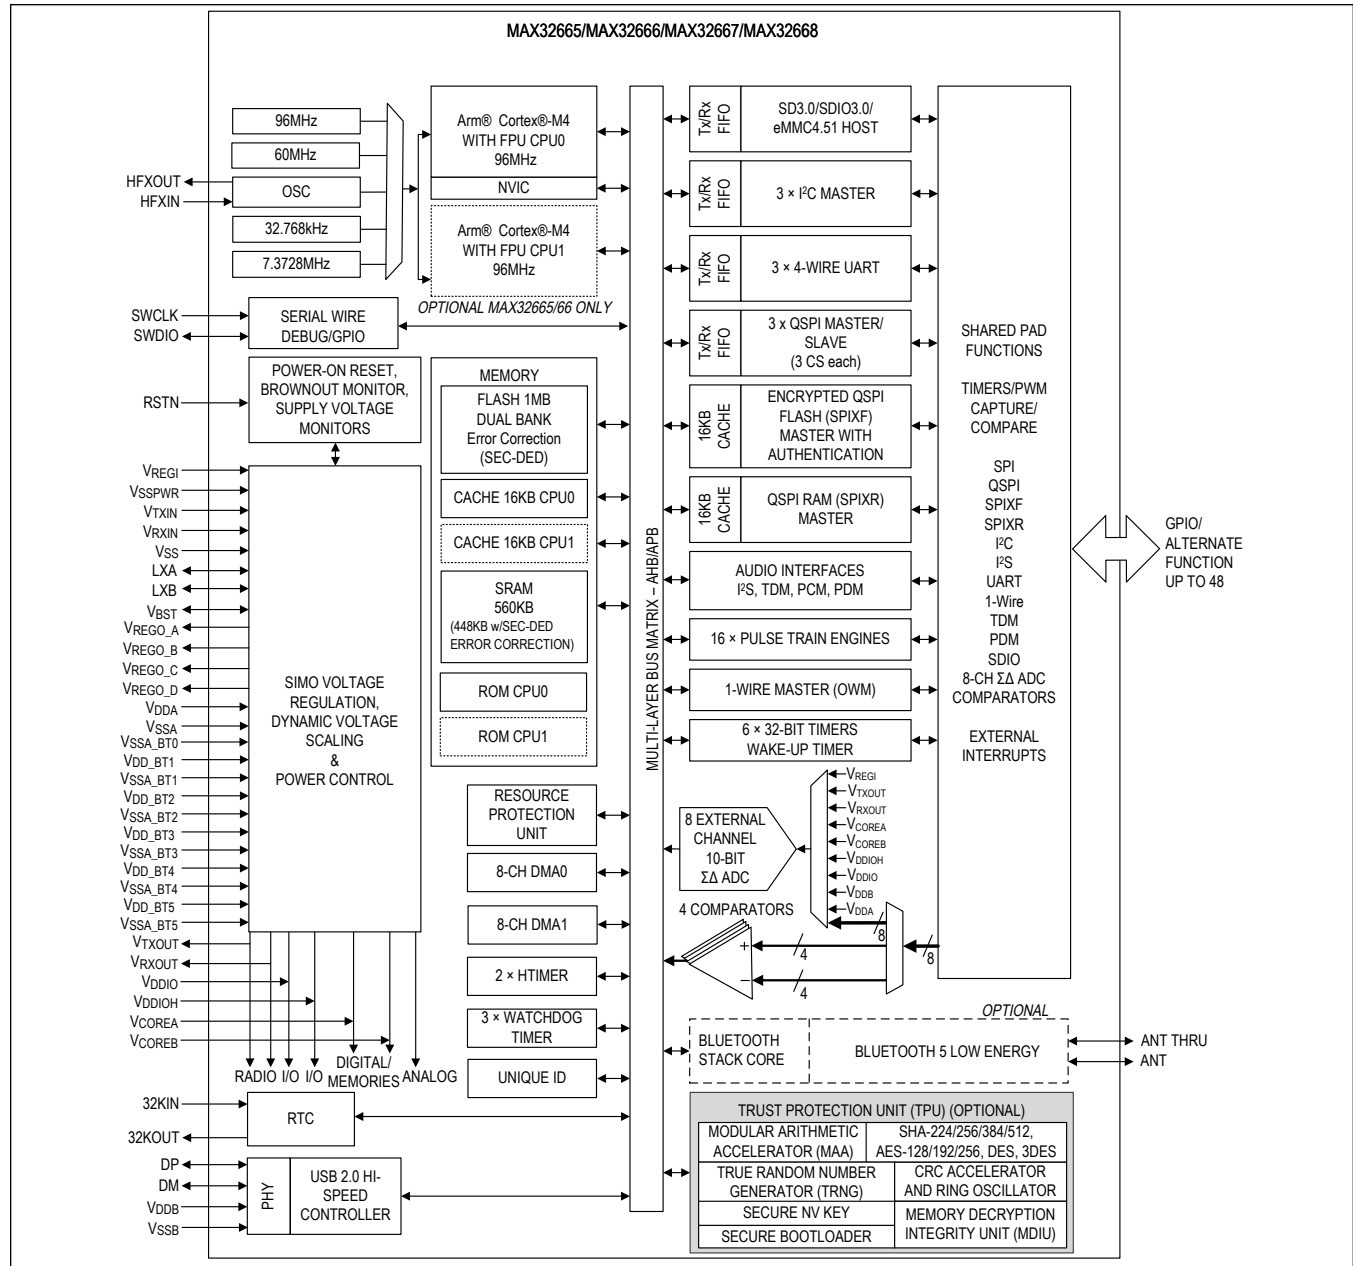 MAX32665/MAX32666/MAX32667/MAX32668
96MHz
60MHz
HFXOUT
HFXIN
OSC
32.768kHz
7.3728MHz
Arm® Cortex®-M4
WITH FPU CPU0
96MHz
NVIC
Arm® Cortex®-M4
WITH FPU CPU1
96MHz
OPTIONAL MAX32665/66 ONLY
SWCLK
SWDIO
SERIAL WIRE
DEBUG/GPIO
RSTN
POWER-ON RESET,
BROWNOUT MONITOR,
SUPPLY VOLTAGE
MONITORS
VREGI
VSSPWR
VTXIN
VRXIN
VSS
LXA
LXB
VBST
VREGO_A
VREGO_B
VREGO_C
VREGO_D
VDDA
VSSA
VSSA_BT0
VDD_BT1
VSSA_BT1
VDD_BT2
VSSA_BT2
VDD_BT3
VSSA_BT3
VDD_BT4
VSSA_BT4
VDD_BT5
VSSA_BT5
VTXOUT
VRXOUT
VDDIO
VDDIOH
VCOREA
VCOREB
SIMO VOLTAGE
REGULATION,
DYNAMIC VOLTAGE
SCALING
&
POWER CONTROL
RADIO
I/O
I/O
DIGITAL/
MEMORIES
ANALOG
32KIN
32KOUT
RTC
DP
DM
VDDB
VSSB
PHY
USB 2.0 HI-
SPEED
CONTROLLER
MEMORY
FLASH 1MB
DUAL BANK
Error Correction
(SEC-DED)
CACHE 16KB CPU0
CACHE 16KB CPU1
SRAM
560KB
(448KB w/SEC-DED
ERROR CORRECTION)
ROM CPU0
ROM CPU1
RESOURCE
PROTECTION
UNIT
8-CH DMA0
8-CH DMA1
2 × HTIMER
3 × WATCHDOG
TIMER
UNIQUE ID
MULTI-LAYER BUS MATRIX – AHB/APB
Tx/Rx
FIFO
SD3.0/SDIO3.0/
eMMC4.51 HOST
Tx/Rx
FIFO
3 × I²C MASTER
Tx/Rx
FIFO
3 × 4-WIRE UART
Tx/Rx
FIFO
3 x QSPI MASTER/
SLAVE
(3 CS each)
16KB
CACHE
ENCRYPTED QSPI
FLASH (SPIXF)
MASTER WITH
AUTHENTICATION
16KB
CACHE
QSPI RAM (SPIXR)
MASTER
AUDIO INTERFACES
I²S, TDM, PCM, PDM
16 × PULSE TRAIN ENGINES
1-WIRE MASTER (OWM)
6 × 32-BIT TIMERS
WAKE-UP TIMER
8 EXTERNAL
CHANNEL
10-BIT
ΣΔ ADC
VREGI
VTXOUT
VRXOUT
VCOREA
VCOREB
VDDIOH
VDDIO
VDDB
VDDA
4 COMPARATORS
+
−
8
4
4
8
SHARED PAD
FUNCTIONS
TIMERS/PWM
CAPTURE/
COMPARE
SPI
QSPI
SPIXF
SPIXR
I²C
I²S
UART
1-Wire
TDM
PDM
SDIO
8-CH ΣΔ ADC
COMPARATORS
EXTERNAL
INTERRUPTS
GPIO/
ALTERNATE
FUNCTION
UP TO 48
OPTIONAL
BLUETOOTH
STACK CORE
BLUETOOTH 5 LOW ENERGY
ANT THRU
ANT
TRUST PROTECTION UNIT (TPU) (OPTIONAL)
MODULAR ARITHMETIC
ACCELERATOR (MAA)
SHA-224/256/384/512,
AES-128/192/256, DES, 3DES
TRUE RANDOM NUMBER
GENERATOR (TRNG)
CRC ACCELERATOR
AND RING OSCILLATOR
SECURE NV KEY
SECURE BOOTLOADER
MEMORY DECRYPTION
INTEGRITY UNIT (MDIU)